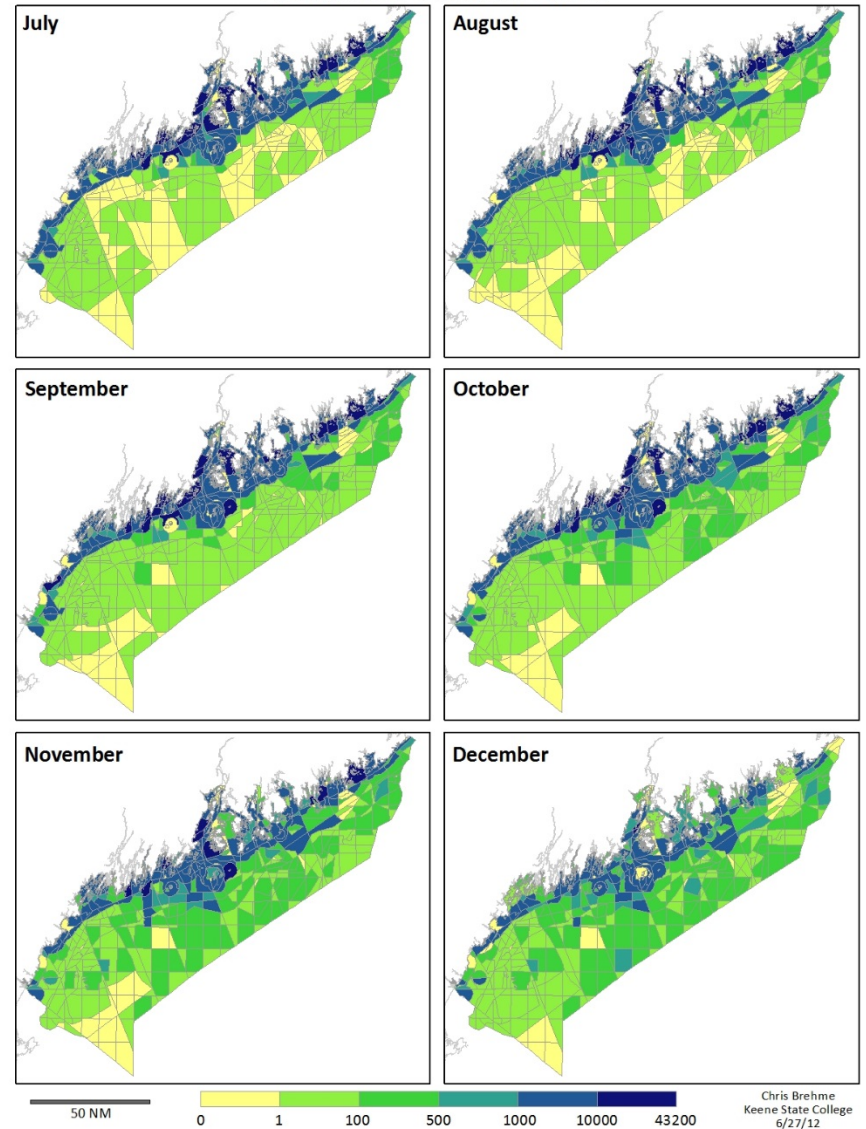 July
August
September
October
November
December
50 NM
0 1 100 500 1000 10000 43200
Chris Brehme
Keene State College
6/27/12